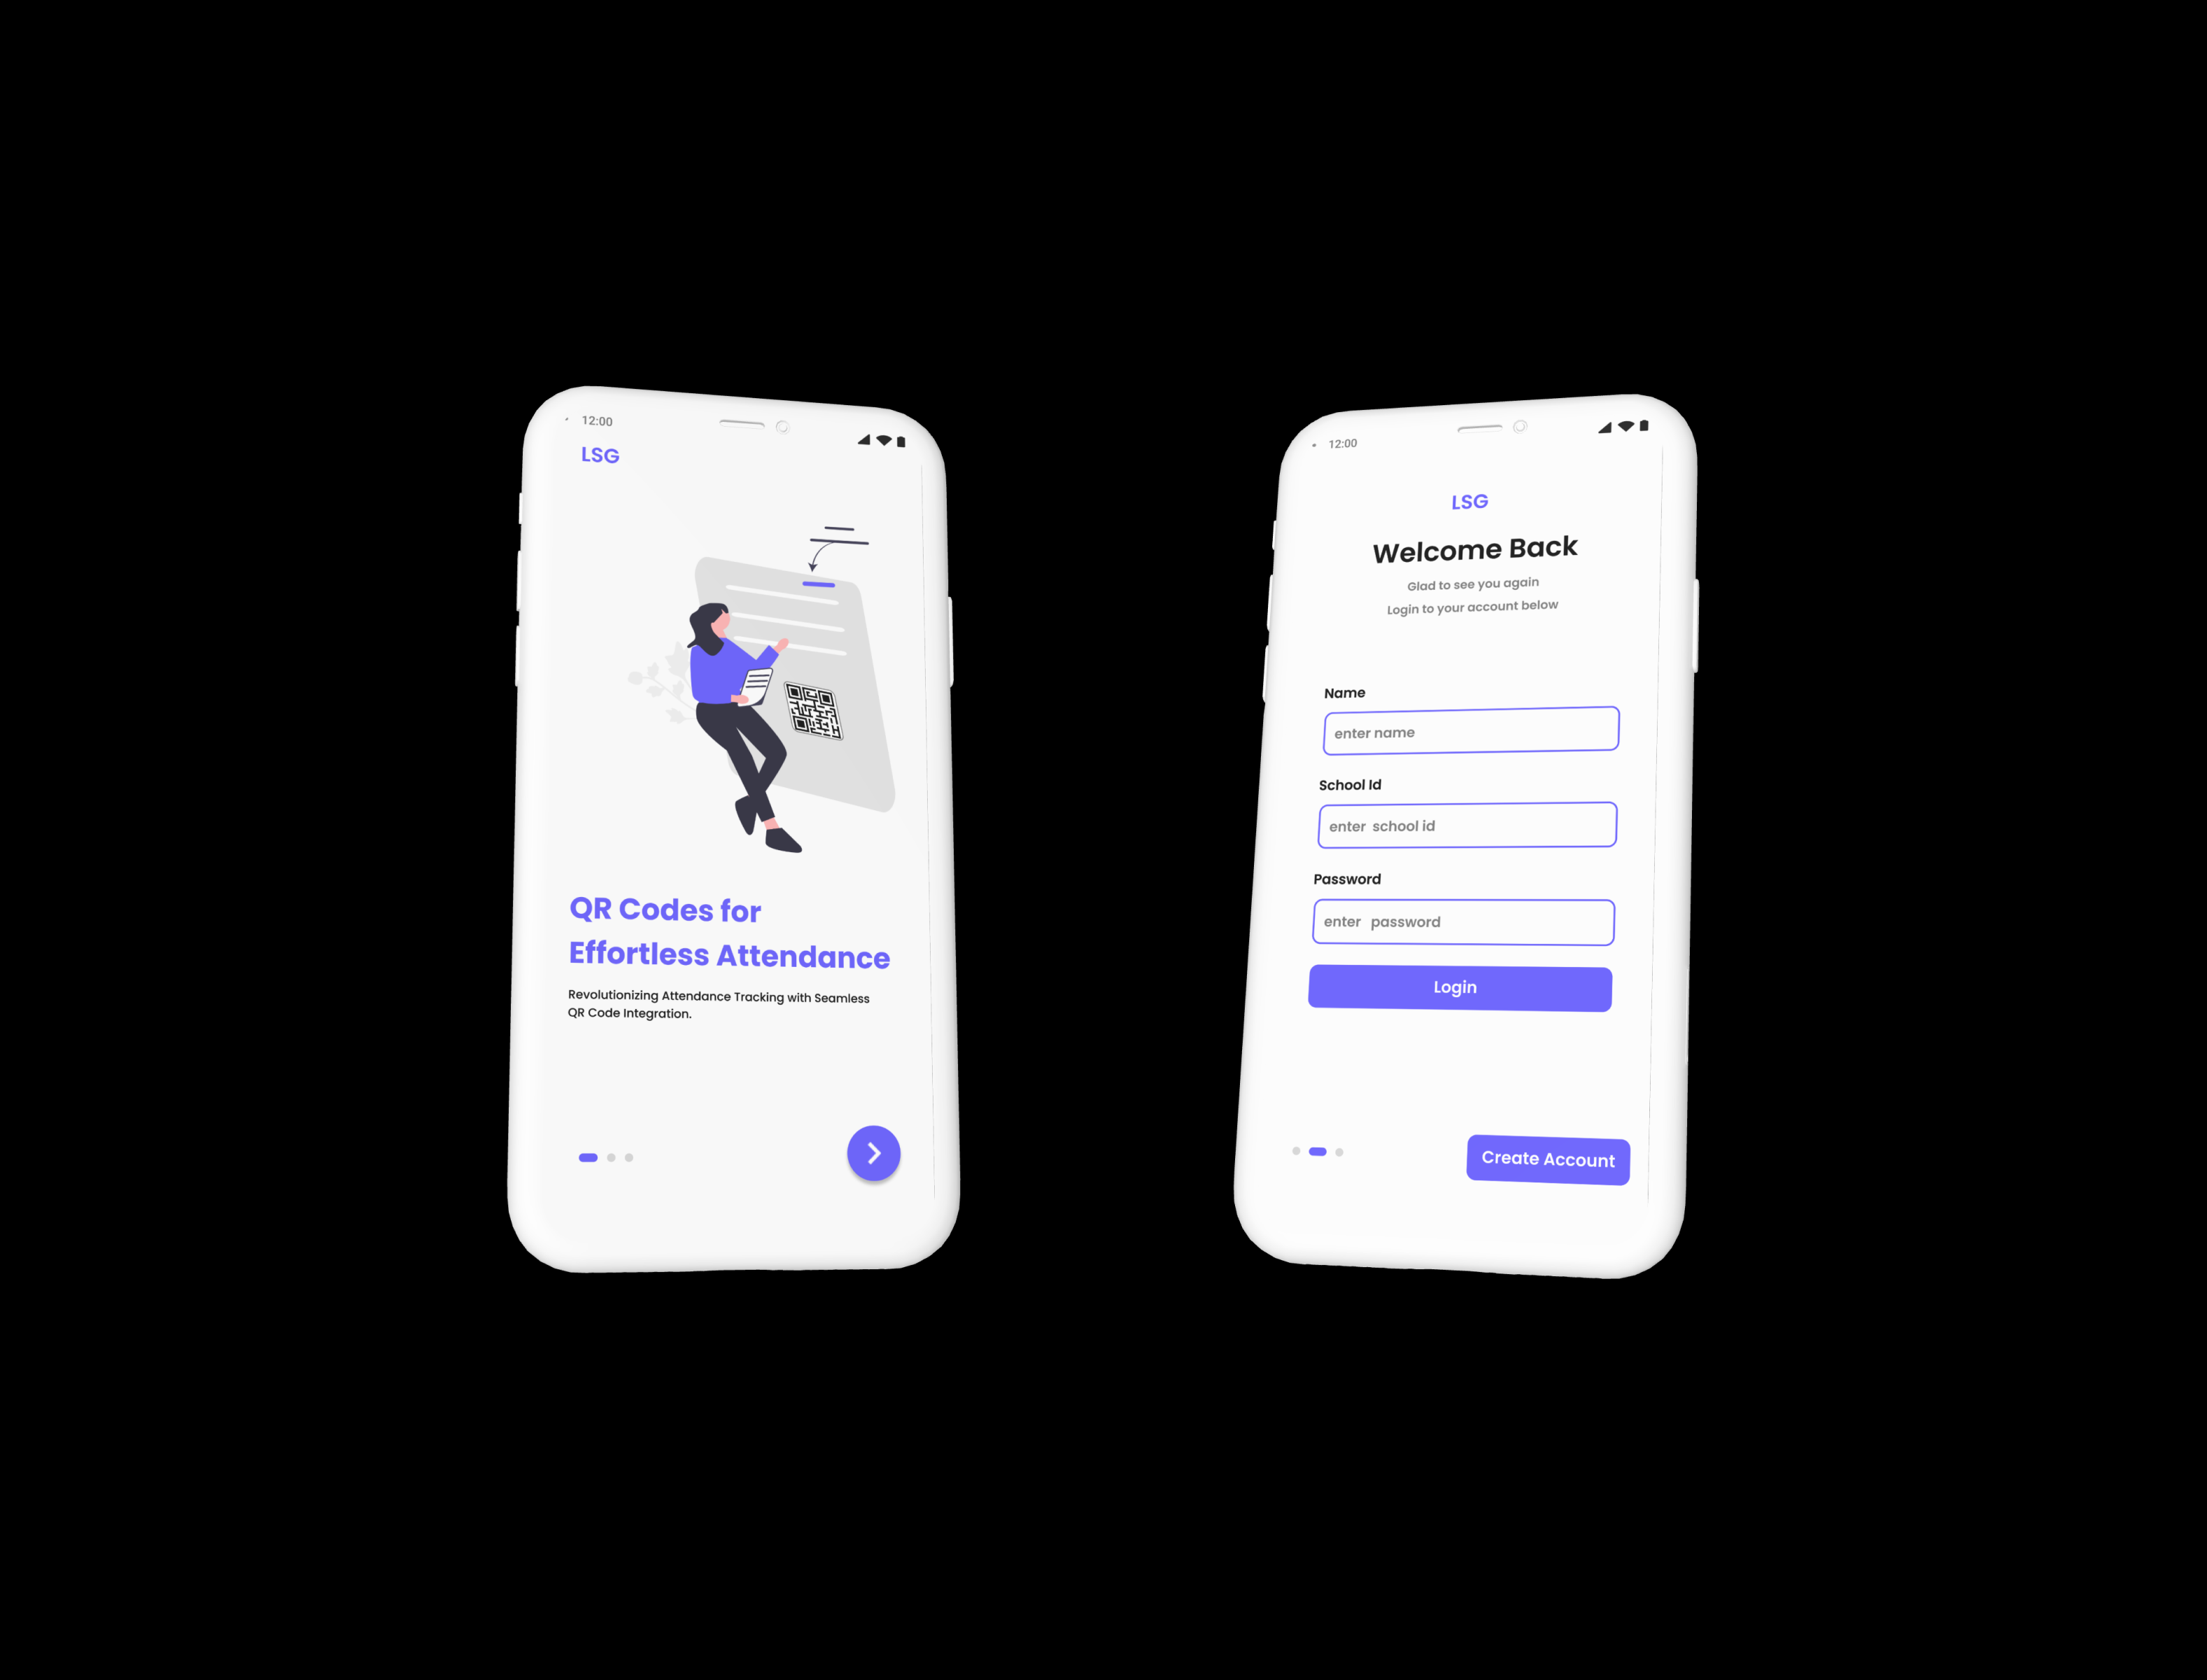 12:00
LSG
QR Codes for
Effortless Attendance
Revolutionizing Attendance Tracking with Seamless
QR Code Integration.
12:00
LSG
Welcome Back
Glad to see you again
Login to your account below
Name
enter name
School Id
enter school id
Password
enter password
Login
Create Account